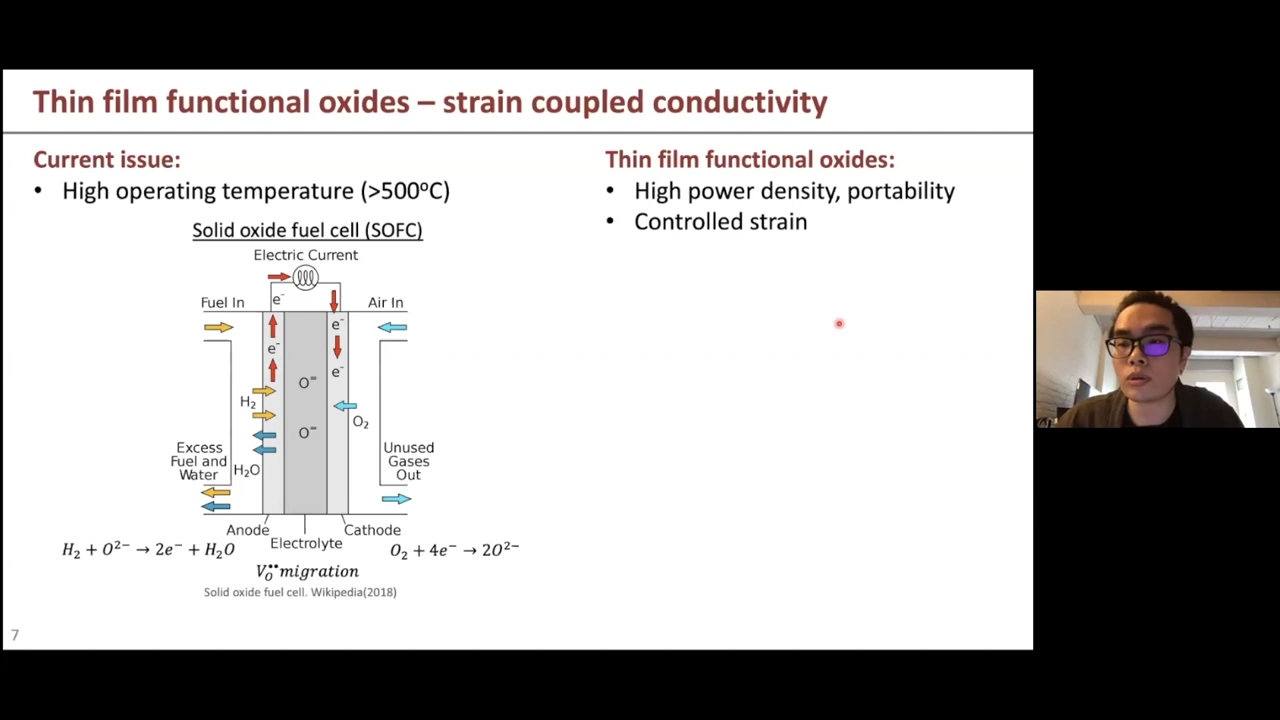 Thin film functional oxides – strain coupled conductivity
Current issue:
• High operating temperature (>500°C)
Solid oxide fuel cell (SOFC)
Electric Current
Fuel In
e⁻
Air In
e⁻
e⁻
e⁻
O⁼
H₂
O₂
O⁼
Excess
Fuel and
Water
H₂O
Unused
Gases
Out
Anode
Cathode
Electrolyte
H₂ + O²⁻ → 2e⁻ + H₂O
O₂ + 4e⁻ → 2O²⁻
V_O^•• migration
Solid oxide fuel cell. Wikipedia(2018)
Thin film functional oxides:
• High power density, portability
• Controlled strain
7